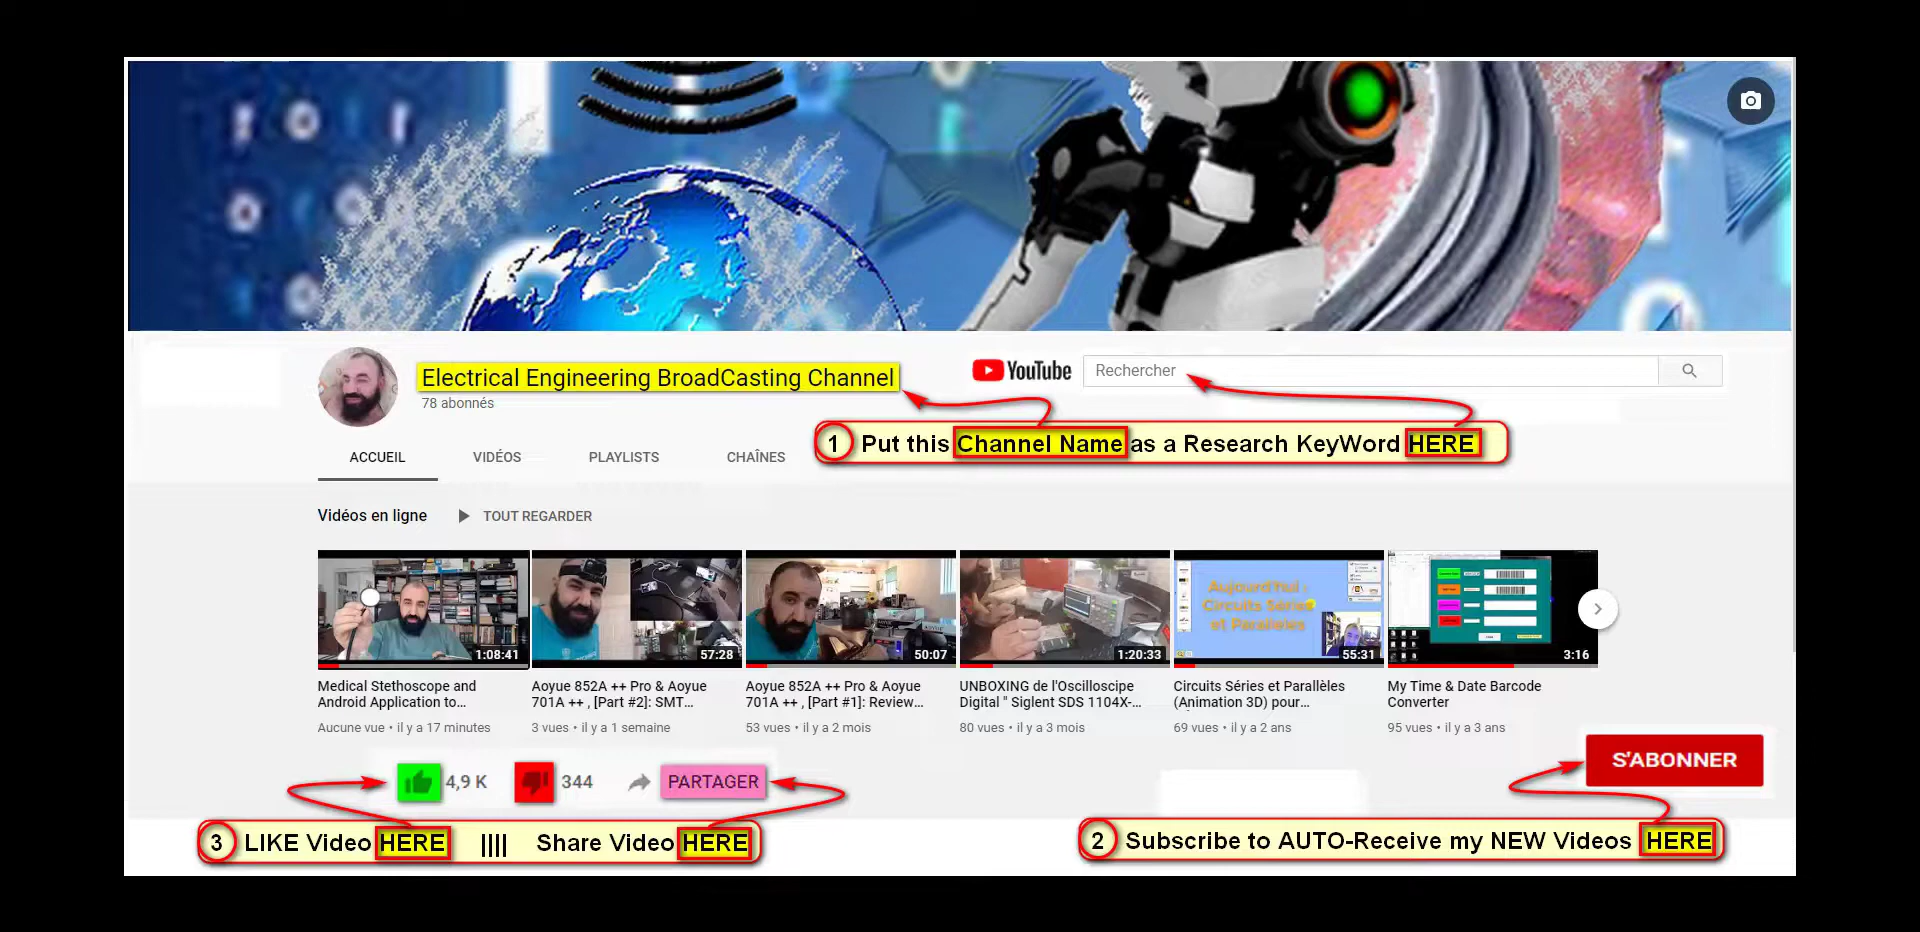 Electrical Engineering BroadCasting Channel
78 abonnés
YouTube
Rechercher
1 Put this Channel Name as a Research KeyWord HERE
ACCUEIL
VIDÉOS
PLAYLISTS
CHAÎNES
Vidéos en ligne
TOUT REGARDER
1:08:41
57:28
50:07
1:20:33
Aujourd'hui :
Circuits Séries
et Parallèles
55:31
3:16
Medical Stethoscope and
Android Application to...
Aucune vue • il y a 17 minutes
Aoyue 852A ++ Pro & Aoyue
701A ++ , [Part #2]: SMT...
3 vues • il y a 1 semaine
Aoyue 852A ++ Pro & Aoyue
701A ++ , [Part #1]: Review...
53 vues • il y a 2 mois
UNBOXING de l'Oscilloscope
Digital " Siglent SDS 1104X-...
80 vues • il y a 3 mois
Circuits Séries et Parallèles
(Animation 3D) pour...
69 vues • il y a 2 ans
My Time & Date Barcode
Converter
95 vues • il y a 3 ans
S'ABONNER
4,9 K
344
PARTAGER
3 LIKE Video HERE |||| Share Video HERE
2 Subscribe to AUTO-Receive my NEW Videos HERE